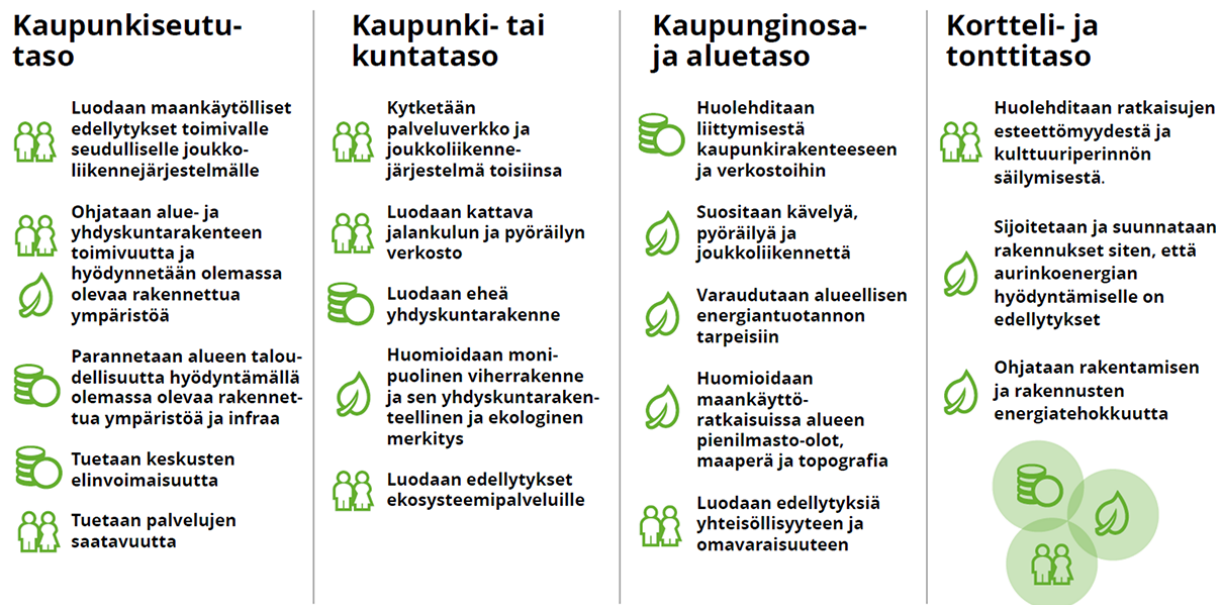 Kaupunkiseutu-
taso
Luodaan maankäytölliset
edellytykset toimivalle
seudulliselle joukko-
liikennejärjestelmälle
Ohjataan alue- ja
yhdyskuntarakenteen
toimivuutta ja
hyödynnetään olemassa
olevaa rakennettua
ympäristöä
Parannetaan alueen talou-
dellisuutta hyödyntämällä
olemassa olevaa rakennet-
tua ympäristöä ja infraa
Tuetaan keskusten
elinvoimaisuutta
Tuetaan palvelujen
saatavuutta
Kaupunki- tai
kuntataso
Kytketään
palveluverkko ja
joukkoliikenne-
järjestelmä toisiinsa
Luodaan kattava
jalankulun ja pyöräilyn
verkosto
Luodaan eheä
yhdyskuntarakenne
Huomioidaan moni-
puolinen viherrakenne
ja sen yhdyskuntaraken-
teellinen ja ekologinen
merkitys
Luodaan edellytykset
ekosysteemipalveluille
Kaupunginosa-
ja aluetaso
Huolehditaan
liittymisestä
kaupunkirakenteeseen
ja verkostoihin
Suositaan kävelyä,
pyöräilyä ja
joukkoliikennettä
Varaudutaan alueellisen
energiantuotannon
tarpeisiin
Huomioidaan
maankäyttö-
ratkaisuissa alueen
pienilmasto-olot,
maaperä ja topografia
Luodaan edellytyksiä
yhteisöllisyyteen ja
omavaraisuuteen
Kortteli- ja
tonttitaso
Huolehditaan ratkaisujen
esteettömyydestä ja
kulttuuriperinnön
säilymisestä.
Sijoitetaan ja suunnataan
rakennukset siten, että
aurinkoenergian
hyödyntämiselle on
edellytykset
Ohjataan rakentamisen
ja rakennusten
energiatehokkuutta